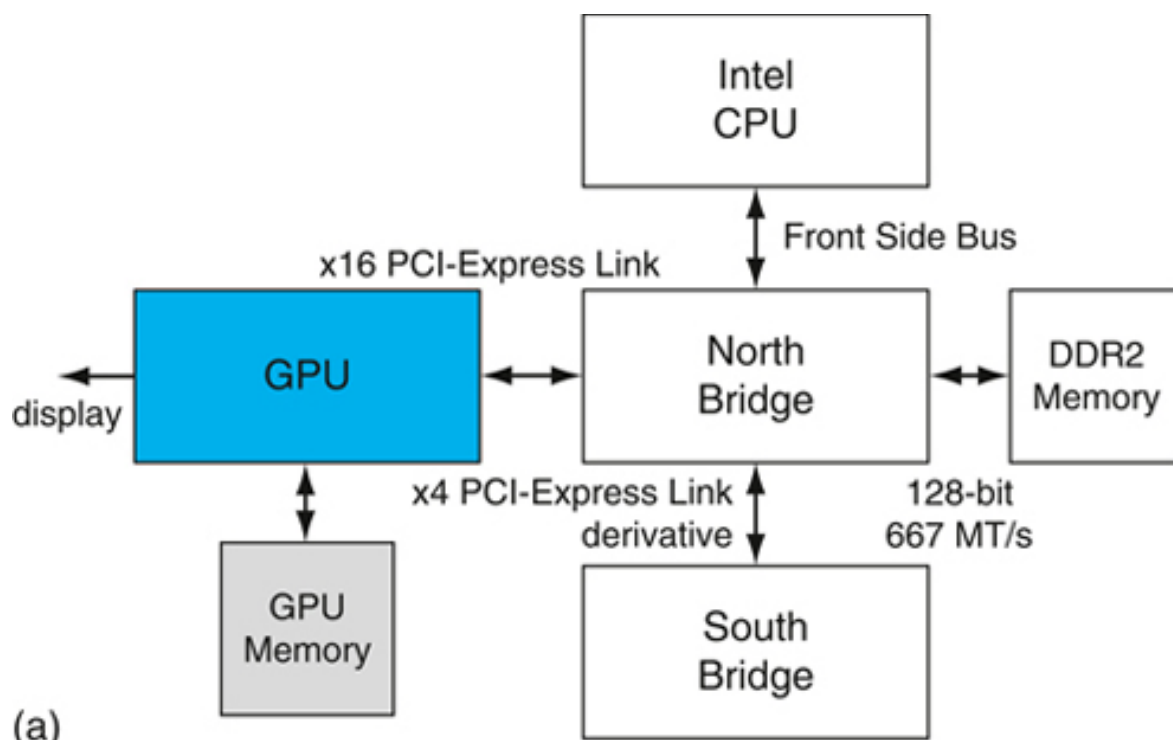 Intel
CPU
Front Side Bus
x16 PCI-Express Link
GPU
North
Bridge
DDR2
Memory
display
x4 PCI-Express Link
derivative
128-bit
667 MT/s
GPU
Memory
South
Bridge
(a)